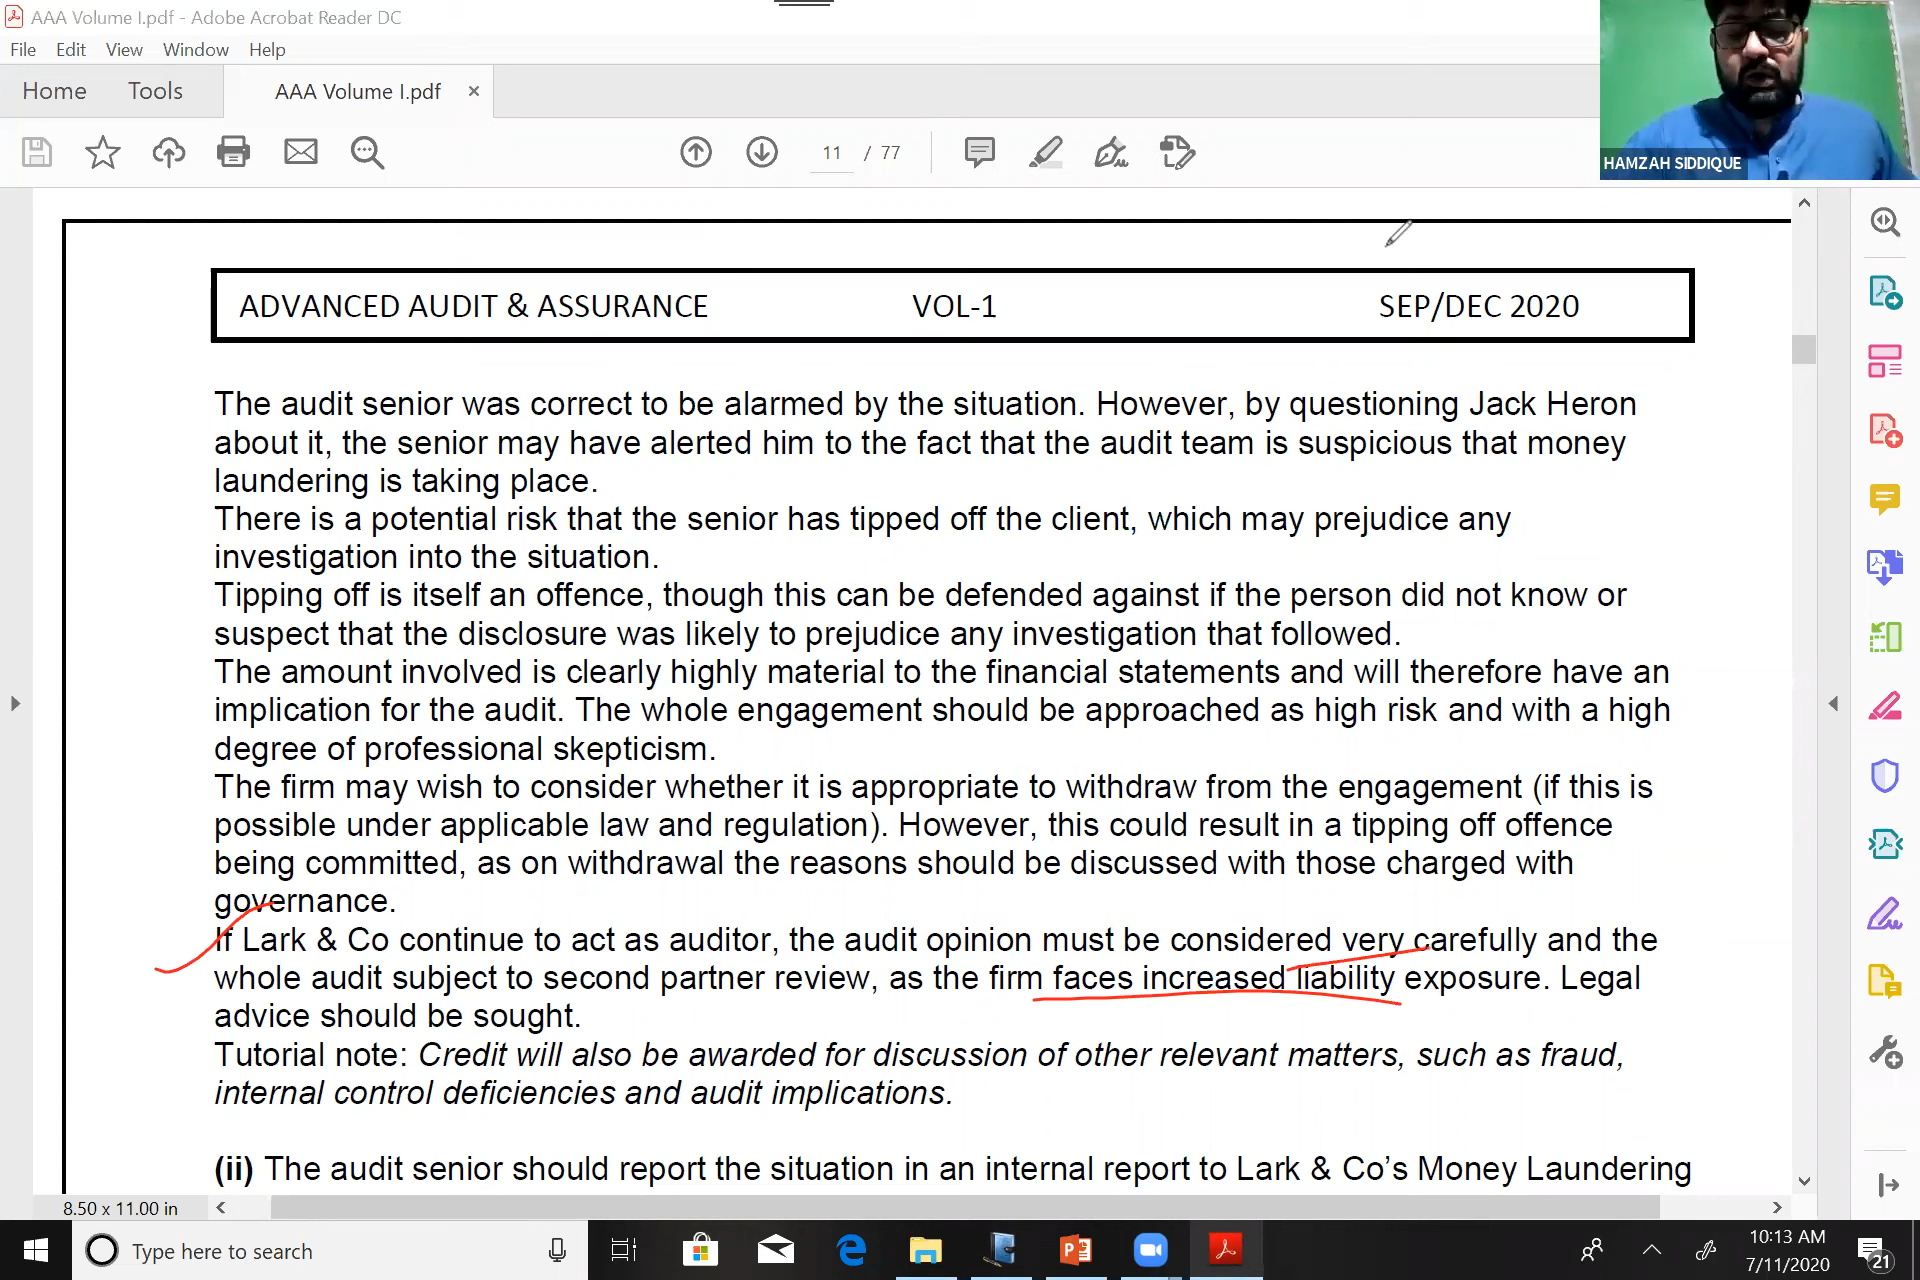 AAA Volume I.pdf - Adobe Acrobat Reader DC
File Edit View Window Help
Home Tools AAA Volume I.pdf ×
11 / 77
HAMZAH SIDDIQUE
ADVANCED AUDIT & ASSURANCE VOL-1 SEP/DEC 2020
The audit senior was correct to be alarmed by the situation. However, by questioning Jack Heron
about it, the senior may have alerted him to the fact that the audit team is suspicious that money
laundering is taking place.
There is a potential risk that the senior has tipped off the client, which may prejudice any
investigation into the situation.
Tipping off is itself an offence, though this can be defended against if the person did not know or
suspect that the disclosure was likely to prejudice any investigation that followed.
The amount involved is clearly highly material to the financial statements and will therefore have an
implication for the audit. The whole engagement should be approached as high risk and with a high
degree of professional skepticism.
The firm may wish to consider whether it is appropriate to withdraw from the engagement (if this is
possible under applicable law and regulation). However, this could result in a tipping off offence
being committed, as on withdrawal the reasons should be discussed with those charged with
governance.
If Lark & Co continue to act as auditor, the audit opinion must be considered very carefully and the
whole audit subject to second partner review, as the firm faces increased liability exposure. Legal
advice should be sought.
Tutorial note: Credit will also be awarded for discussion of other relevant matters, such as fraud,
internal control deficiencies and audit implications.
(ii) The audit senior should report the situation in an internal report to Lark & Co’s Money Laundering
8.50 x 11.00 in
Type here to search
10:13 AM
7/11/2020
21